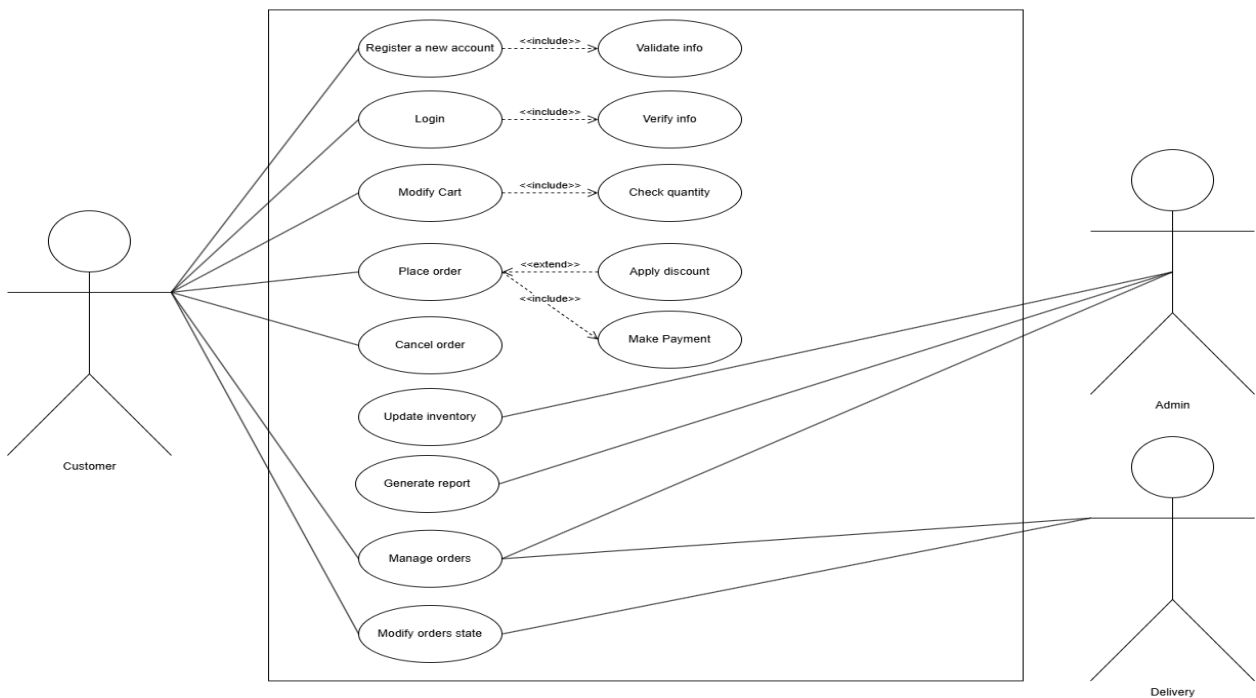 Register a new account
<<include>>
Validate info
Login
<<include>>
Verify info
Modify Cart
<<include>>
Check quantity
Place order
<<extend>>
Apply discount
<<include>>
Make Payment
Cancel order
Update inventory
Generate report
Manage orders
Modify orders state
Customer
Admin
Delivery